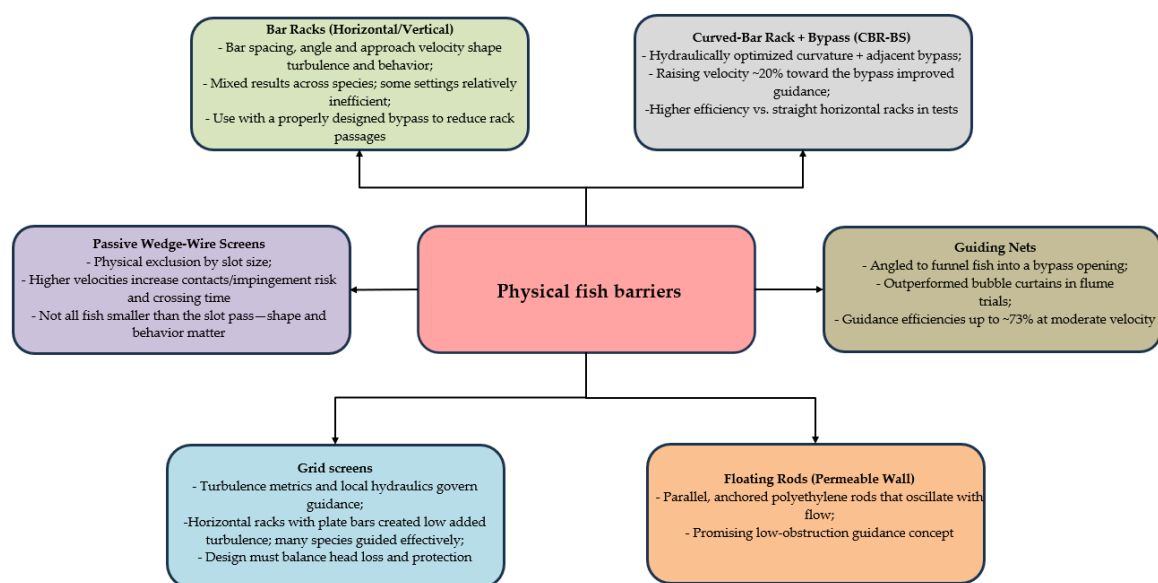 Bar Racks (Horizontal/Vertical)
- Bar spacing, angle and approach velocity shape
turbulence and behavior;
- Mixed results across species; some settings relatively
inefficient;
- Use with a properly designed bypass to reduce rack
passages
Curved-Bar Rack + Bypass (CBR-BS)
- Hydraulically optimized curvature + adjacent bypass;
- Raising velocity ~20% toward the bypass improved
guidance;
-Higher efficiency vs. straight horizontal racks in tests
Passive Wedge-Wire Screens
- Physical exclusion by slot size;
- Higher velocities increase contacts/impingement risk
and crossing time
- Not all fish smaller than the slot pass—shape and
behavior matter
Physical fish barriers
Guiding Nets
- Angled to funnel fish into a bypass opening;
- Outperformed bubble curtains in flume
trials;
- Guidance efficiencies up to ~73% at moderate velocity
Grid screens
- Turbulence metrics and local hydraulics govern
guidance;
-Horizontal racks with plate bars created low added
turbulence; many species guided effectively;
- Design must balance head loss and protection
Floating Rods (Permeable Wall)
- Parallel, anchored polyethylene rods that oscillate with
flow;
- Promising low-obstruction guidance concept